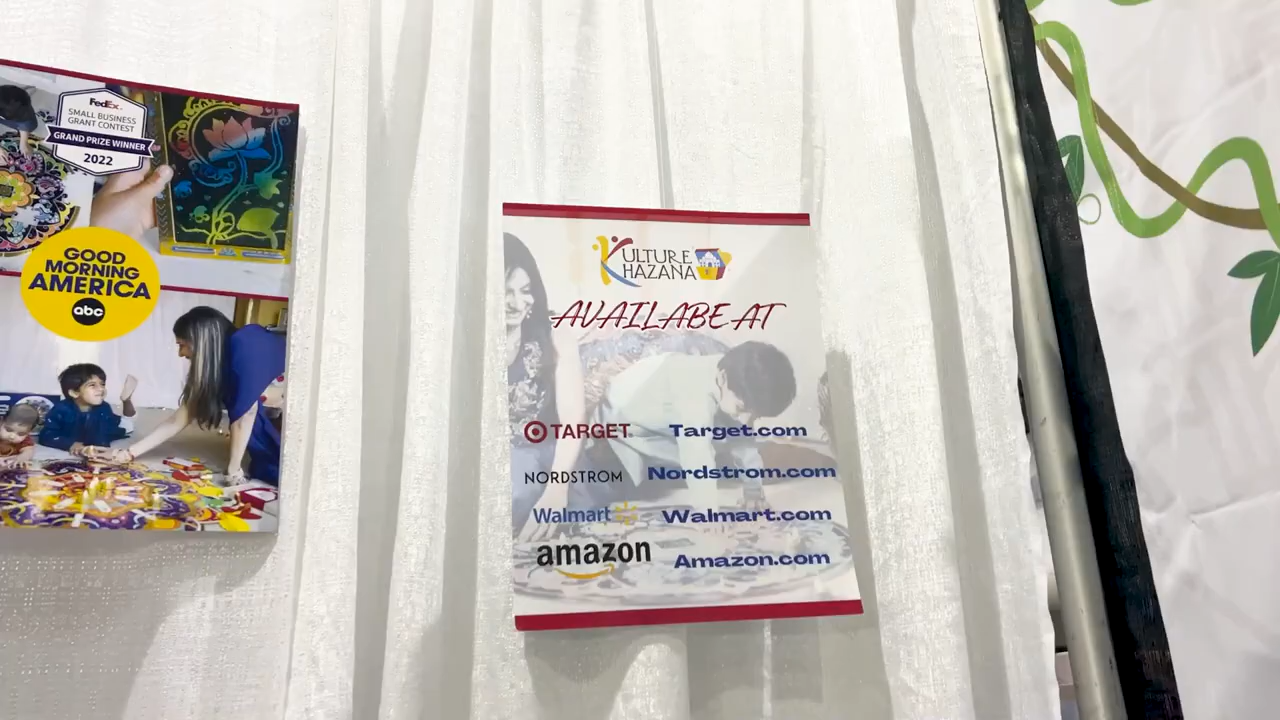 FedEx
SMALL BUSINESS
GRANT CONTEST
GRAND PRIZE WINNER
2022
GOOD
MORNING
AMERICA
abc
KULTURE
KHAZANA
AVAILABE AT
TARGET Target.com
NORDSTROM Nordstrom.com
Walmart Walmart.com
amazon Amazon.com